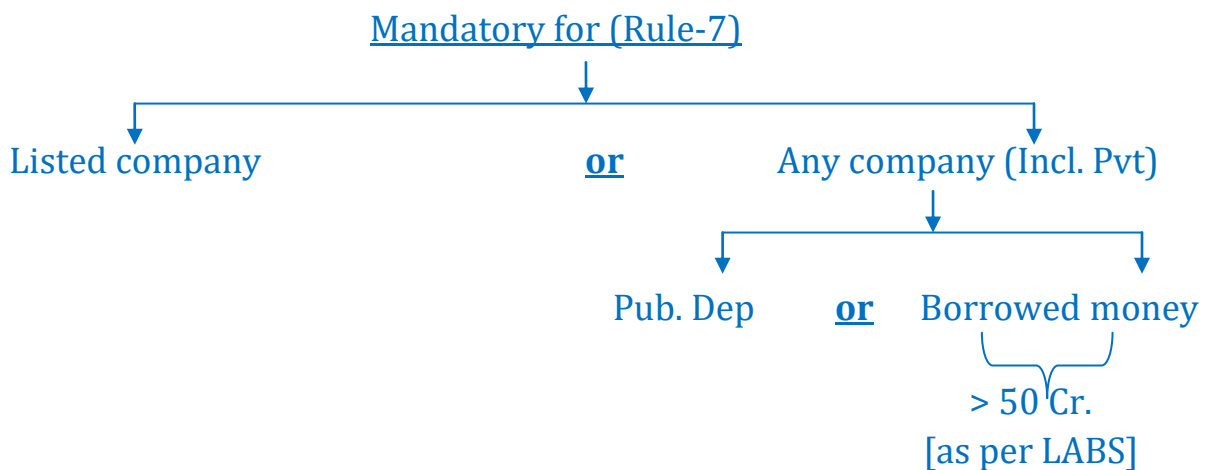 Mandatory for (Rule-7)
Listed company or Any company (Incl. Pvt)
Pub. Dep or Borrowed money
> 50 Cr.
[as per LABS]